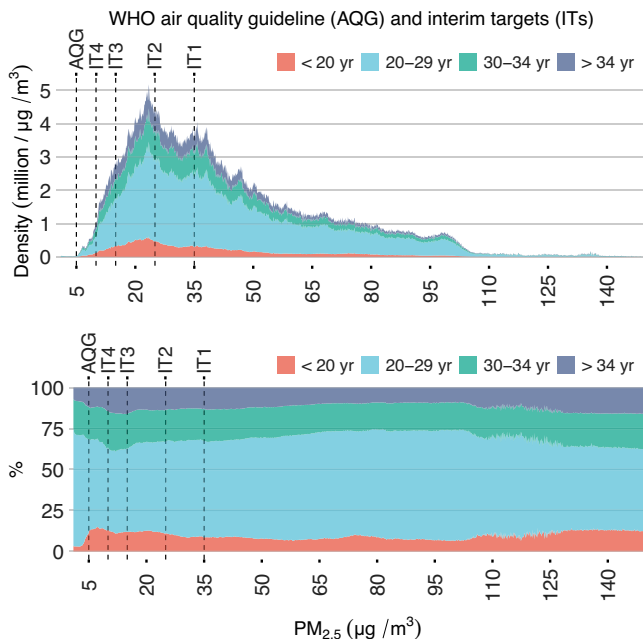 WHO air quality guideline (AQG) and interim targets (ITs)
AQG
IT4
IT3
IT2
IT1
< 20 yr
20–29 yr
30–34 yr
> 34 yr
Density (million / μg /m³)
5
4
3
2
1
0
5
20
35
50
65
80
95
110
125
140
AQG
IT4
IT3
IT2
IT1
< 20 yr
20–29 yr
30–34 yr
> 34 yr
%
100
75
50
25
0
5
20
35
50
65
80
95
110
125
140
PM₂.₅ (μg /m³)